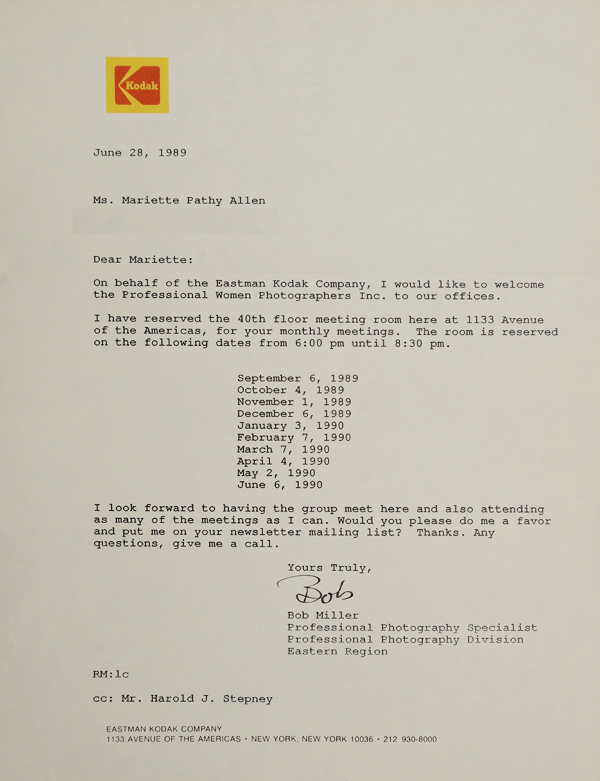 Kodak
June 28, 1989
Ms. Mariette Pathy Allen
Dear Mariette:
On behalf of the Eastman Kodak Company, I would like to welcome
the Professional Women Photographers Inc. to our offices.
I have reserved the 40th floor meeting room here at 1133 Avenue
of the Americas, for your monthly meetings.  The room is reserved
on the following dates from 6:00 pm until 8:30 pm.
September 6, 1989
October 4, 1989
November 1, 1989
December 6, 1989
January 3, 1990
February 7, 1990
March 7, 1990
April 4, 1990
May 2, 1990
June 6, 1990
I look forward to having the group meet here and also attending
as many of the meetings as I can. Would you please do me a favor
and put me on your newsletter mailing list?  Thanks. Any
questions, give me a call.
Yours Truly,
Bob
Bob Miller
Professional Photography Specialist
Professional Photography Division
Eastern Region
RM:lc
cc: Mr. Harold J. Stepney
EASTMAN KODAK COMPANY
1133 AVENUE OF THE AMERICAS • NEW YORK, NEW YORK 10036 • 212 930-8000